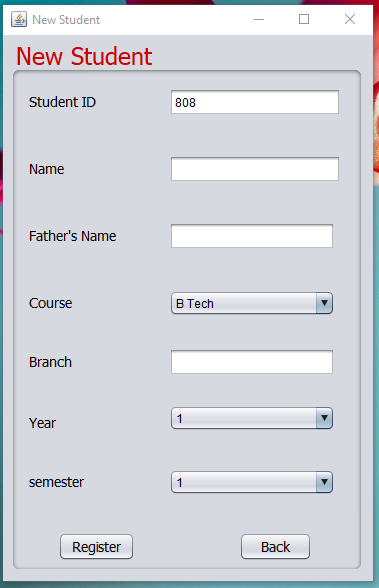 New Student
New Student
Student ID 808
Name
Father's Name
Course B Tech
Branch
Year 1
semester 1
Register Back